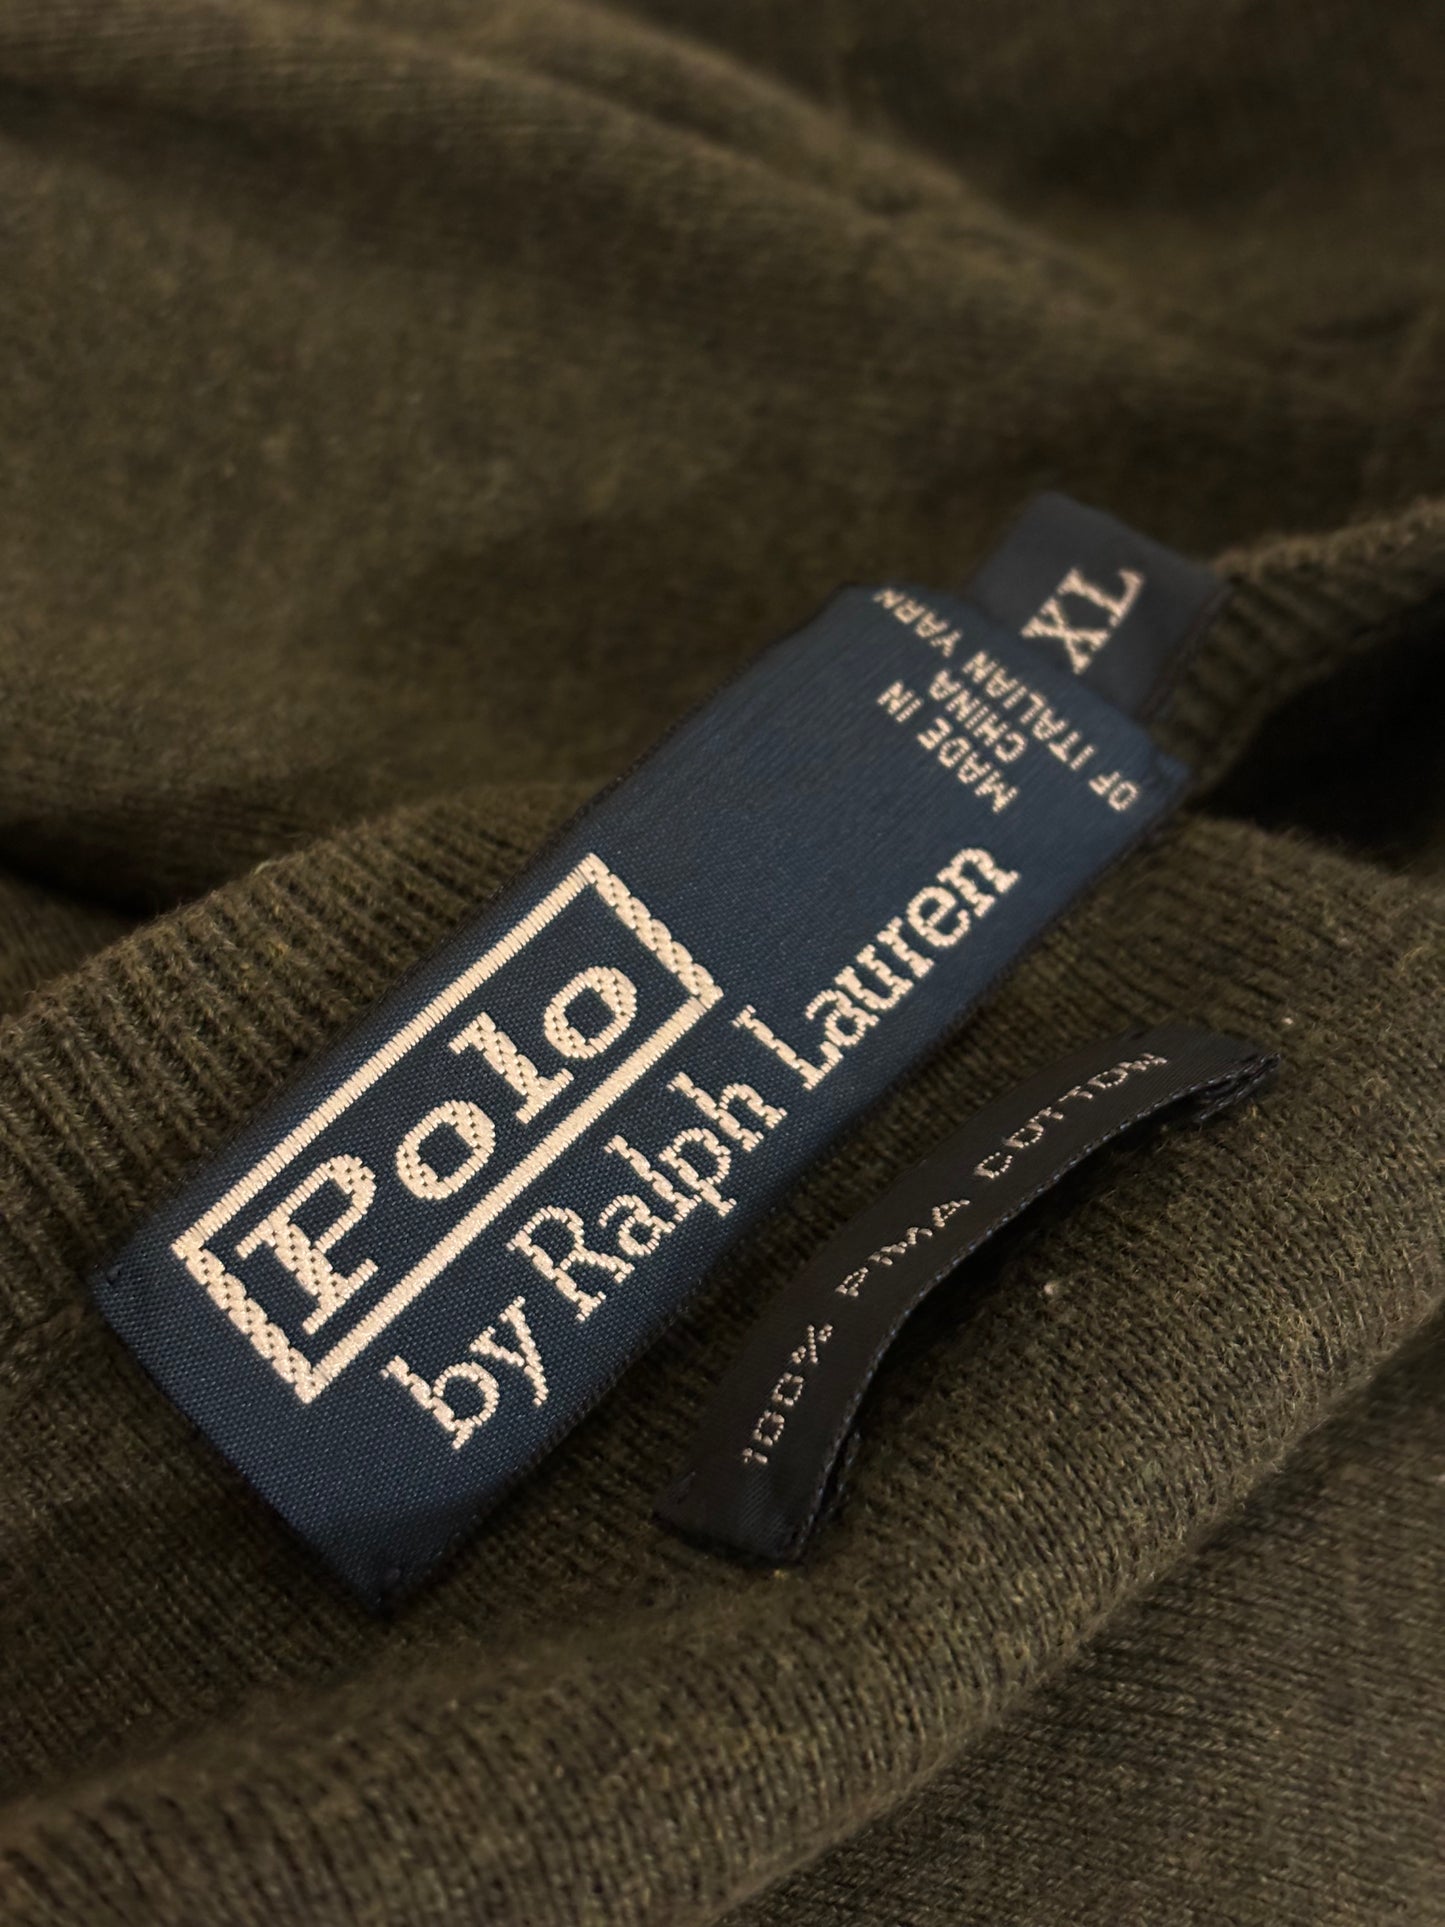 XL
Polo
by Ralph Lauren
MADE IN
CHINA
OF ITALIAN YARN
100% PIMA COTTON